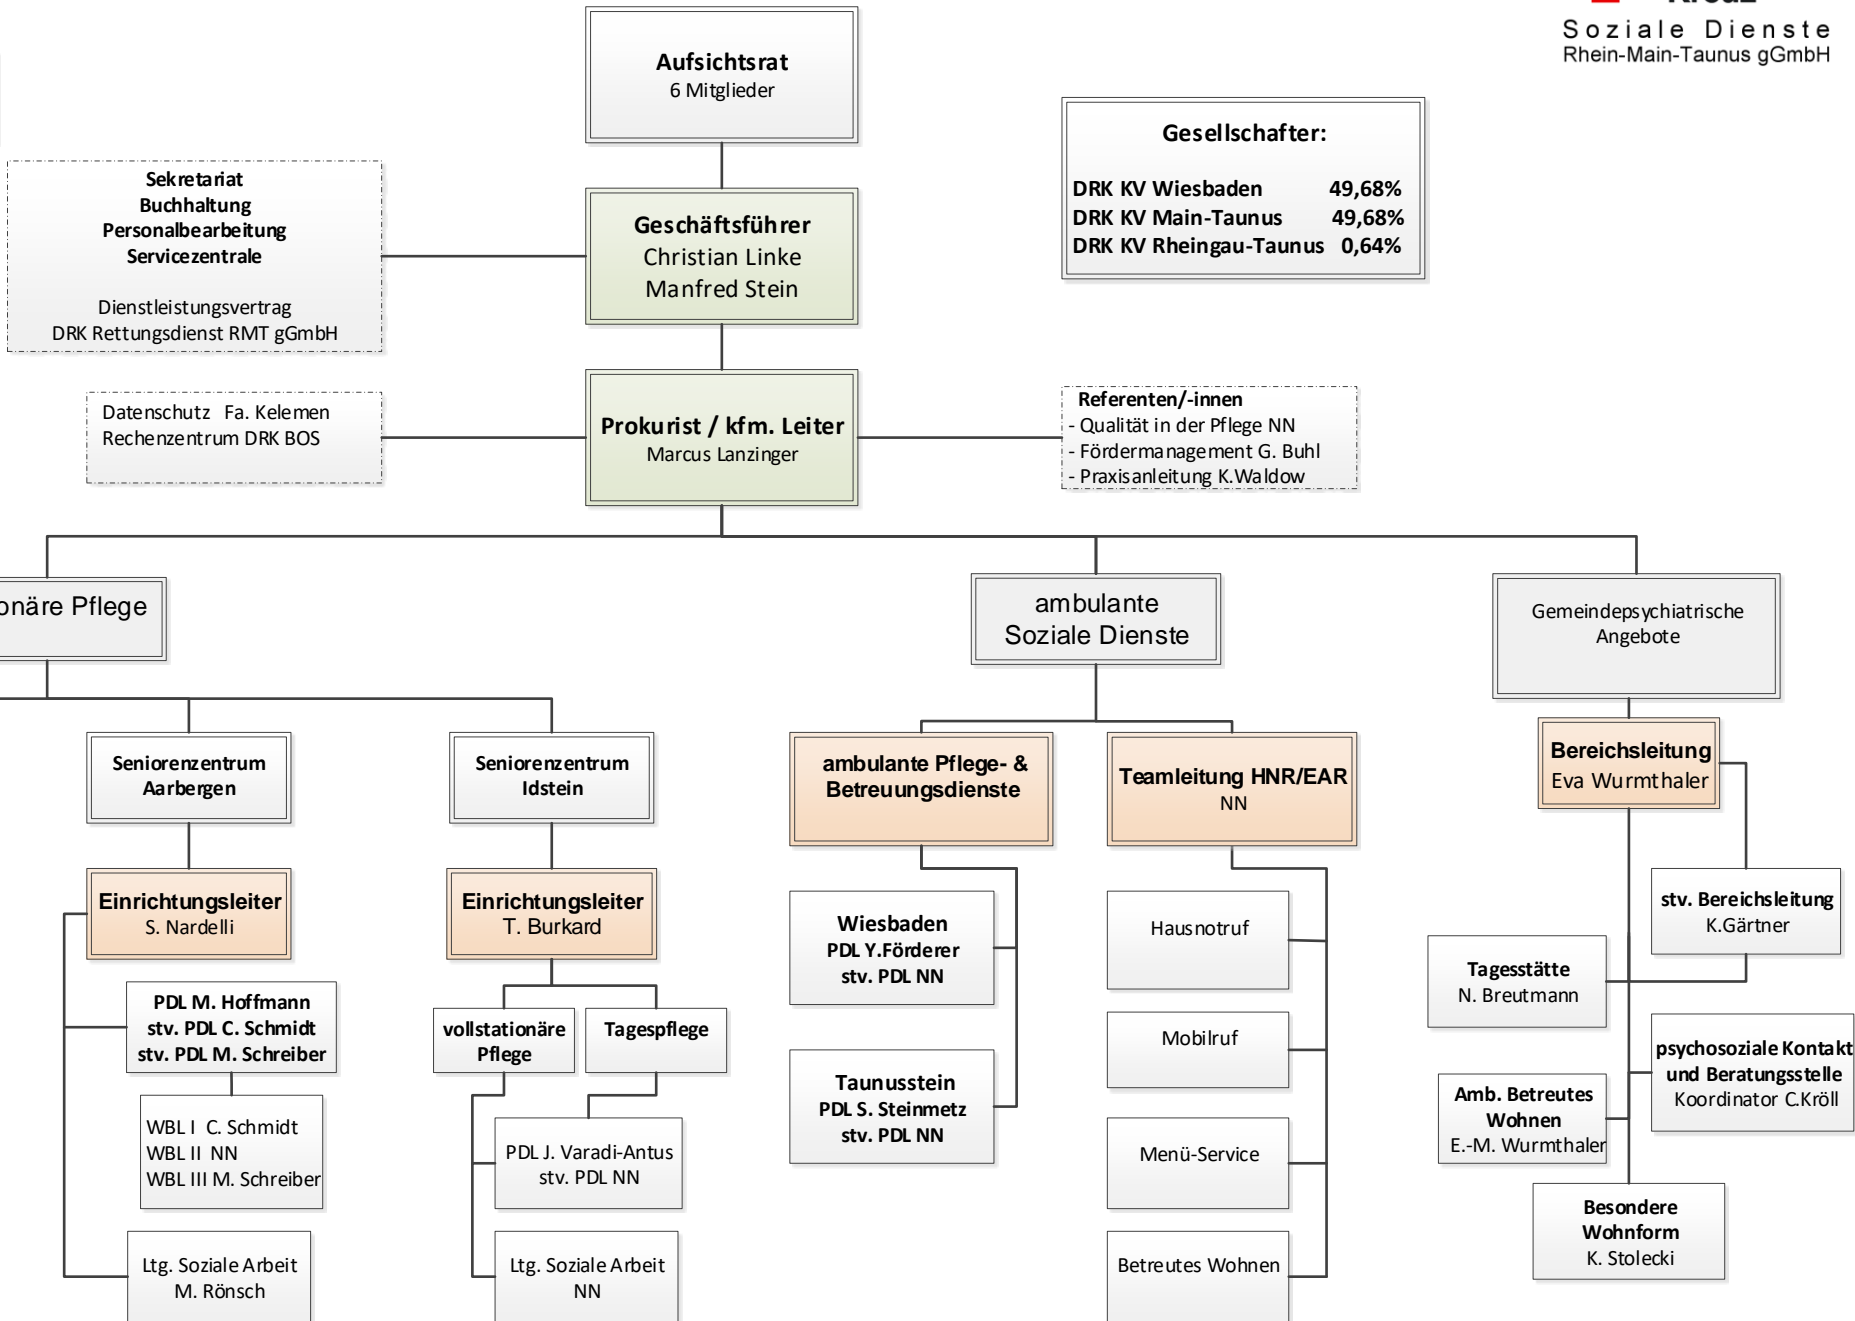 Soziale Dienste
Rhein-Main-Taunus gGmbH
Aufsichtsrat
6 Mitglieder
Gesellschafter:
DRK KV Wiesbaden 49,68%
DRK KV Main-Taunus 49,68%
DRK KV Rheingau-Taunus 0,64%
Sekretariat
Buchhaltung
Personalbearbeitung
Servicezentrale
Dienstleistungsvertrag
DRK Rettungsdienst RMT gGmbH
Geschäftsführer
Christian Linke
Manfred Stein
Datenschutz Fa. Kelemen
Rechenzentrum DRK BOS
Prokurist / kfm. Leiter
Marcus Lanzinger
Referenten/-innen
- Qualität in der Pflege NN
- Fördermanagement G. Buhl
- Praxisanleitung K.Waldow
onäre Pflege
ambulante
Soziale Dienste
Gemeindepsychiatrische
Angebote
Seniorenzentrum
Aarbergen
Einrichtungsleiter
S. Nardelli
PDL M. Hoffmann
stv. PDL C. Schmidt
stv. PDL M. Schreiber
WBL I C. Schmidt
WBL II NN
WBL III M. Schreiber
Ltg. Soziale Arbeit
M. Rönsch
Seniorenzentrum
Idstein
Einrichtungsleiter
T. Burkard
vollstationäre
Pflege
Tagespflege
PDL J. Varadi-Antus
stv. PDL NN
Ltg. Soziale Arbeit
NN
ambulante Pflege- &
Betreuungsdienste
Wiesbaden
PDL Y.Förderer
stv. PDL NN
Taunusstein
PDL S. Steinmetz
stv. PDL NN
Teamleitung HNR/EAR
NN
Hausnotruf
Mobilruf
Menü-Service
Betreutes Wohnen
Bereichsleitung
Eva Wurmthaler
stv. Bereichsleitung
K.Gärtner
Tagesstätte
N. Breutmann
psychosoziale Kontakt
und Beratungsstelle
Koordinator C.Kröll
Amb. Betreutes
Wohnen
E.-M. Wurmthaler
Besondere
Wohnform
K. Stolecki